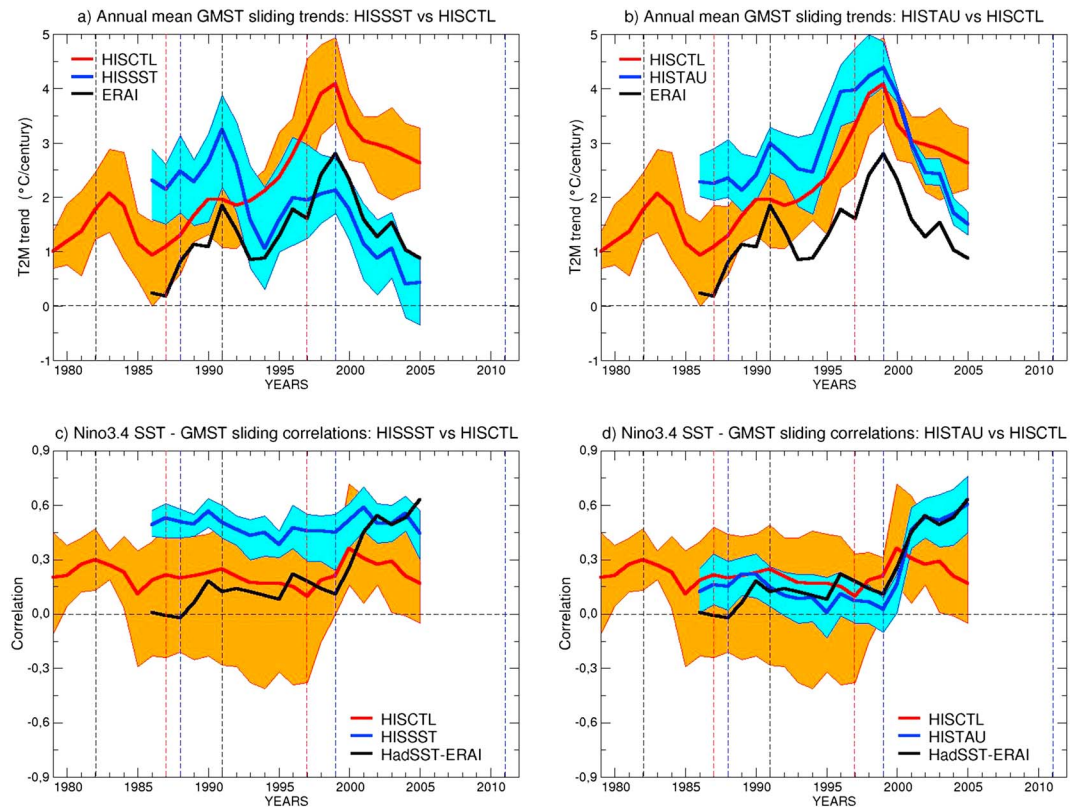 a) Annual mean GMST sliding trends: HISSST vs HISCTL
5
4
3
2
1
0
-1
T2M trend (°C/century)
HISCTL
HISSST
ERAI
1980 1985 1990 1995 2000 2005 2010
YEARS
b) Annual mean GMST sliding trends: HISTAU vs HISCTL
5
4
3
2
1
0
-1
T2M trend (°C/century)
HISCTL
HISTAU
ERAI
1980 1985 1990 1995 2000 2005 2010
YEARS
c) Nino3.4 SST - GMST sliding correlations: HISSST vs HISCTL
0,9
0,6
0,3
0,0
-0,3
-0,6
-0,9
Correlation
HISCTL
HISSST
HadSST-ERAI
1980 1985 1990 1995 2000 2005 2010
YEARS
d) Nino3.4 SST - GMST sliding correlations: HISTAU vs HISCTL
0,9
0,6
0,3
0,0
-0,3
-0,6
-0,9
Correlation
HISCTL
HISTAU
HadSST-ERAI
1980 1985 1990 1995 2000 2005 2010
YEARS